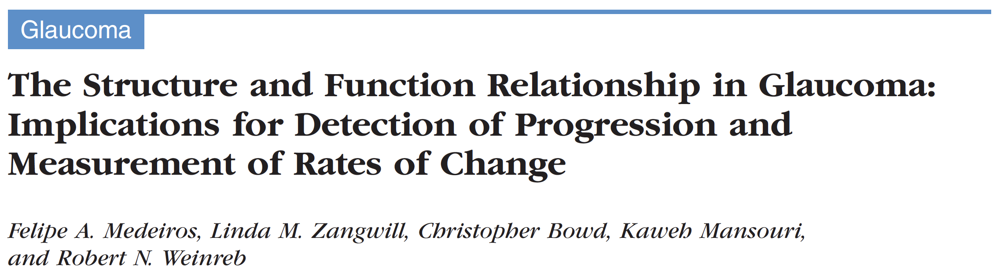 Glaucoma
The Structure and Function Relationship in Glaucoma:
Implications for Detection of Progression and
Measurement of Rates of Change
Felipe A. Medeiros, Linda M. Zangwill, Christopher Bowd, Kaweh Mansouri,
and Robert N. Weinreb